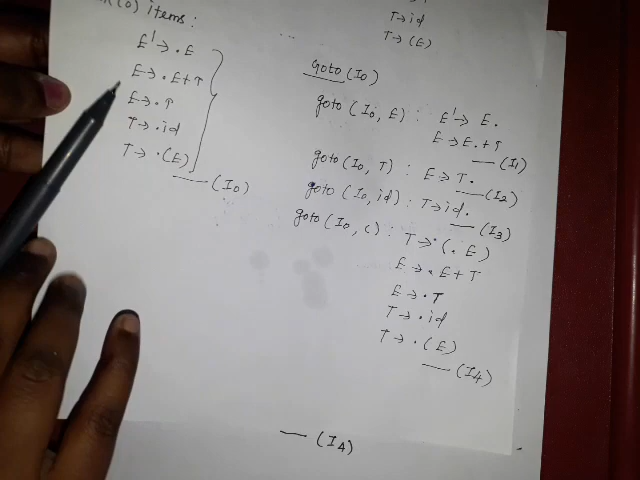 (0) items:
E' → . E
E → . E + T
E → . T
T → . id
T → . (E)
— (I0)
T → id
T → (E)
Goto (I0)
goto (I0, E) : E' → E.
E → E. + T
— (I1)
goto (I0, T) : E → T.
— (I2)
goto (I0, id) : T → id.
— (I3)
goto (I0, () : T → (. E)
E → . E + T
E → . T
T → . id
T → . (E)
— (I4)
— (I4)